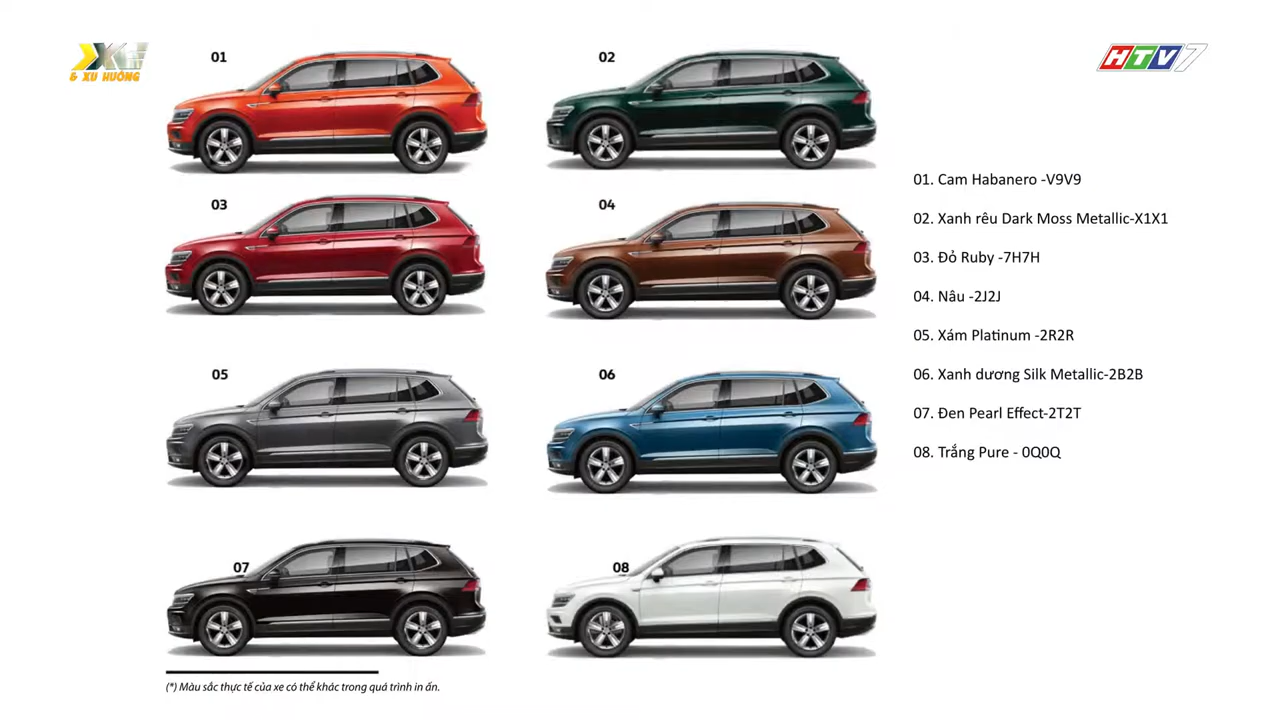 XE
& XU HƯỚNG
HTV7
01
02
03
04
05
06
07
08
01. Cam Habanero -V9V9
02. Xanh rêu Dark Moss Metallic-X1X1
03. Đỏ Ruby -7H7H
04. Nâu -2J2J
05. Xám Platinum -2R2R
06. Xanh dương Silk Metallic-2B2B
07. Đen Pearl Effect-2T2T
08. Trắng Pure - 0Q0Q
(*) Màu sắc thực tế của xe có thể khác trong quá trình in ấn.